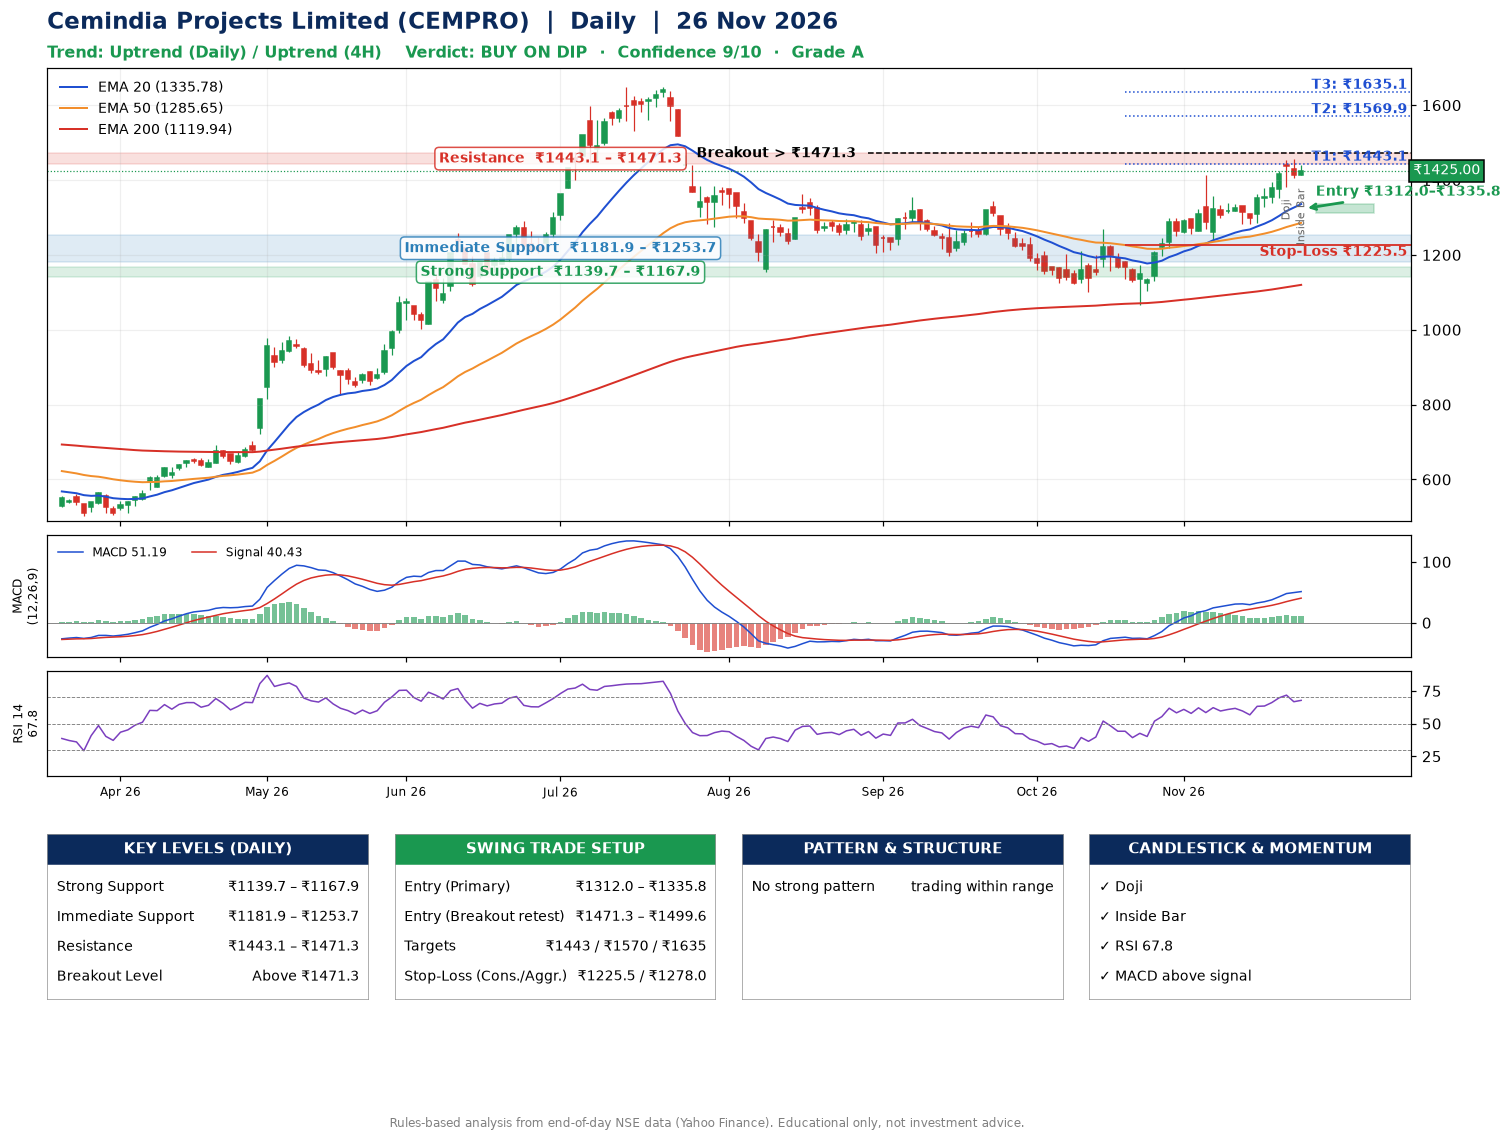 Cemindia Projects Limited (CEMPRO)  |  Daily  |  26 Nov 2026
Trend: Uptrend (Daily) / Uptrend (4H)    Verdict: BUY ON DIP  ·  Confidence 9/10  ·  Grade A
EMA 20 (1335.78)
EMA 50 (1285.65)
EMA 200 (1119.94)
T3: ₹1635.1
T2: ₹1569.9
Breakout > ₹1471.3
T1: ₹1443.1
Resistance  ₹1443.1 – ₹1471.3
₹1425.00
Entry ₹1312.0–₹1335.8
Doji
Inside Bar
Immediate Support  ₹1181.9 – ₹1253.7
Stop-Loss ₹1225.5
Strong Support  ₹1139.7 – ₹1167.9
1600
1400
1200
1000
800
600
MACD 51.19
Signal 40.43
MACD
(12,26,9)
100
0
RSI 14
67.8
75
50
25
Apr 26
May 26
Jun 26
Jul 26
Aug 26
Sep 26
Oct 26
Nov 26
KEY LEVELS (DAILY)
Strong Support ₹1139.7 – ₹1167.9
Immediate Support ₹1181.9 – ₹1253.7
Resistance ₹1443.1 – ₹1471.3
Breakout Level Above ₹1471.3
SWING TRADE SETUP
Entry (Primary) ₹1312.0 – ₹1335.8
Entry (Breakout retest) ₹1471.3 – ₹1499.6
Targets ₹1443 / ₹1570 / ₹1635
Stop-Loss (Cons./Aggr.) ₹1225.5 / ₹1278.0
PATTERN & STRUCTURE
No strong pattern trading within range
CANDLESTICK & MOMENTUM
✓ Doji
✓ Inside Bar
✓ RSI 67.8
✓ MACD above signal
Rules-based analysis from end-of-day NSE data (Yahoo Finance). Educational only, not investment advice.